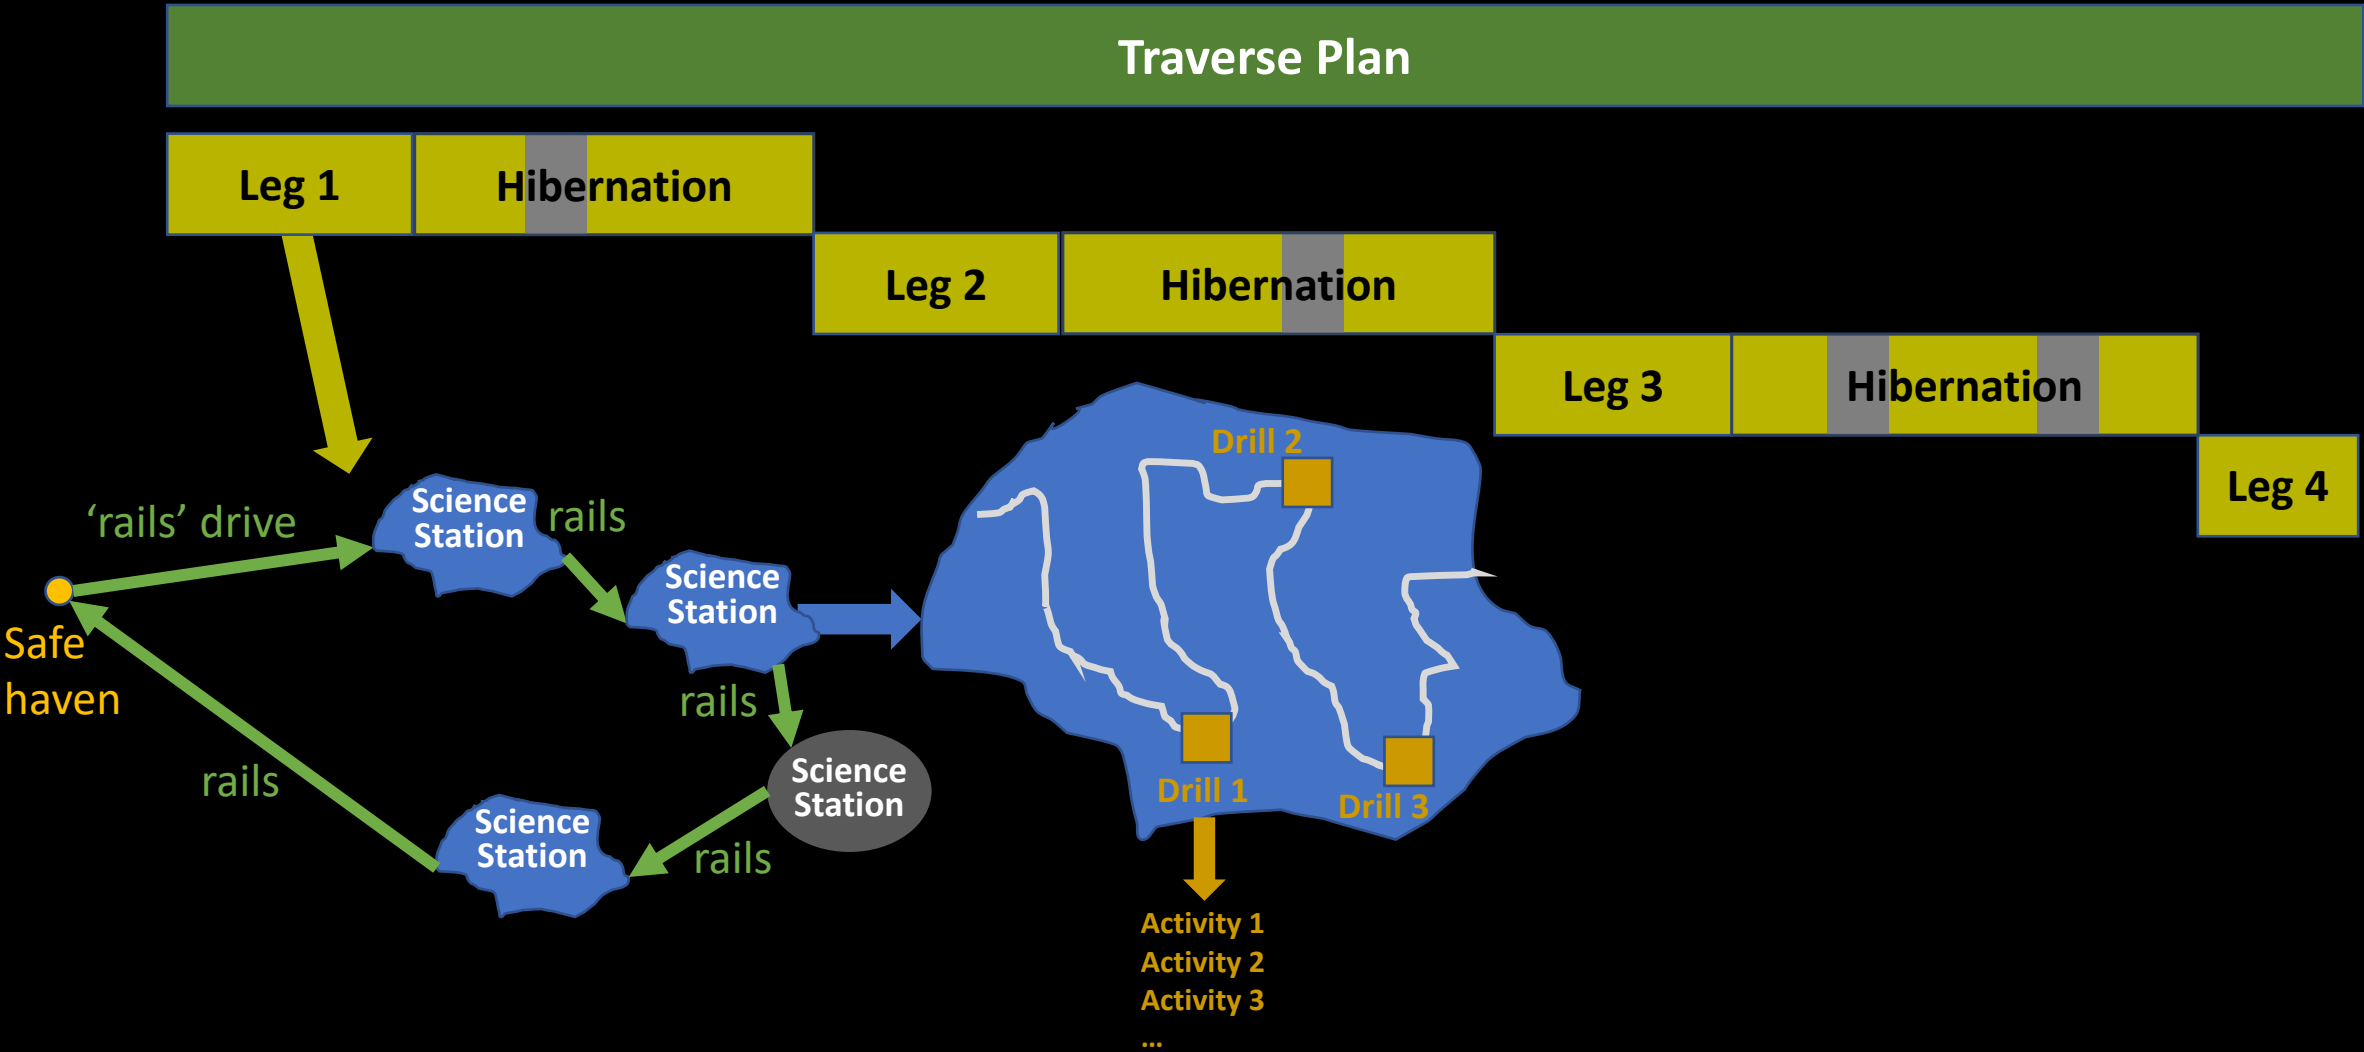 Traverse Plan
Leg 1
Hibernation
Leg 2
Hibernation
Leg 3
Hibernation
Leg 4
‘rails’ drive
Science
Station
rails
Science
Station
Safe
haven
rails
Science
Station
rails
Science
Station
rails
Drill 2
Drill 1
Drill 3
Activity 1
Activity 2
Activity 3
...